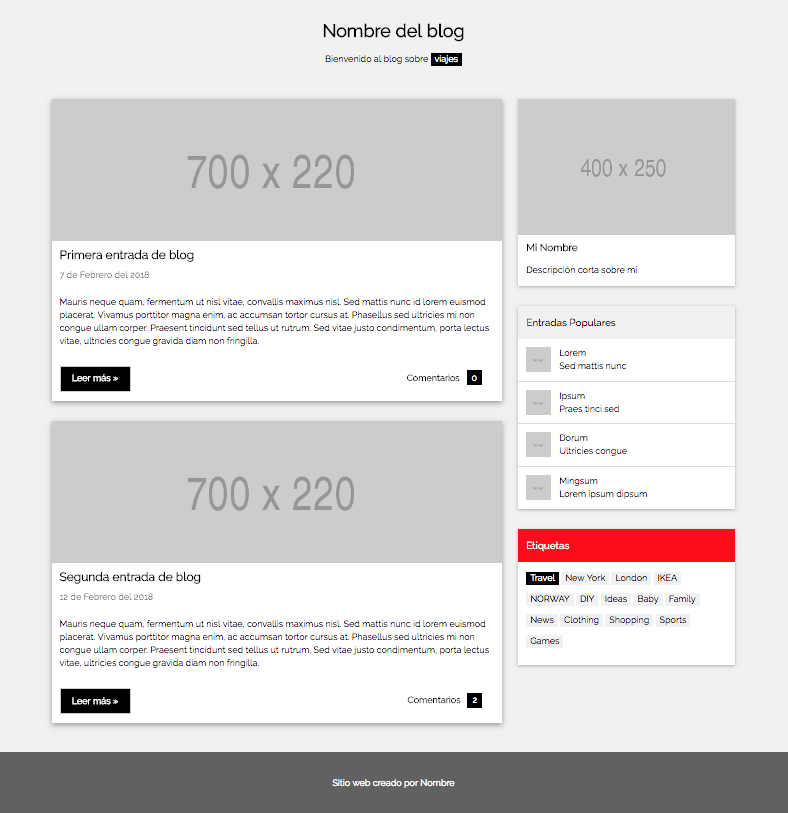 Nombre del blog
Bienvenido al blog sobre viajes
700 x 220
Primera entrada de blog
7 de Febrero del 2018
Mauris neque quam, fermentum ut nisl vitae, convallis maximus nisl. Sed mattis nunc id lorem euismod
placerat. Vivamus porttitor magna enim, ac accumsan tortor cursus at. Phasellus sed ultricies mi non
congue ullam corper. Praesent tincidunt sed tellus ut rutrum. Sed vitae justo condimentum, porta lectus
vitae, ultricies congue gravida diam non fringilla.
Leer más »
Comentarios 0
700 x 220
Segunda entrada de blog
12 de Febrero del 2018
Mauris neque quam, fermentum ut nisl vitae, convallis maximus nisl. Sed mattis nunc id lorem euismod
placerat. Vivamus porttitor magna enim, ac accumsan tortor cursus at. Phasellus sed ultricies mi non
congue ullam corper. Praesent tincidunt sed tellus ut rutrum. Sed vitae justo condimentum, porta lectus
vitae, ultricies congue gravida diam non fringilla.
Leer más »
Comentarios 2
400 x 250
Mi Nombre
Descripción corta sobre mi
Entradas Populares
Lorem
Sed mattis nunc
Ipsum
Praes tinci sed
Dorum
Ultricies congue
Mingsum
Lorem ipsum dipsum
Etiquetas
Travel New York London IKEA
NORWAY DIY Ideas Baby Family
News Clothing Shopping Sports
Games
Sitio web creado por Nombre